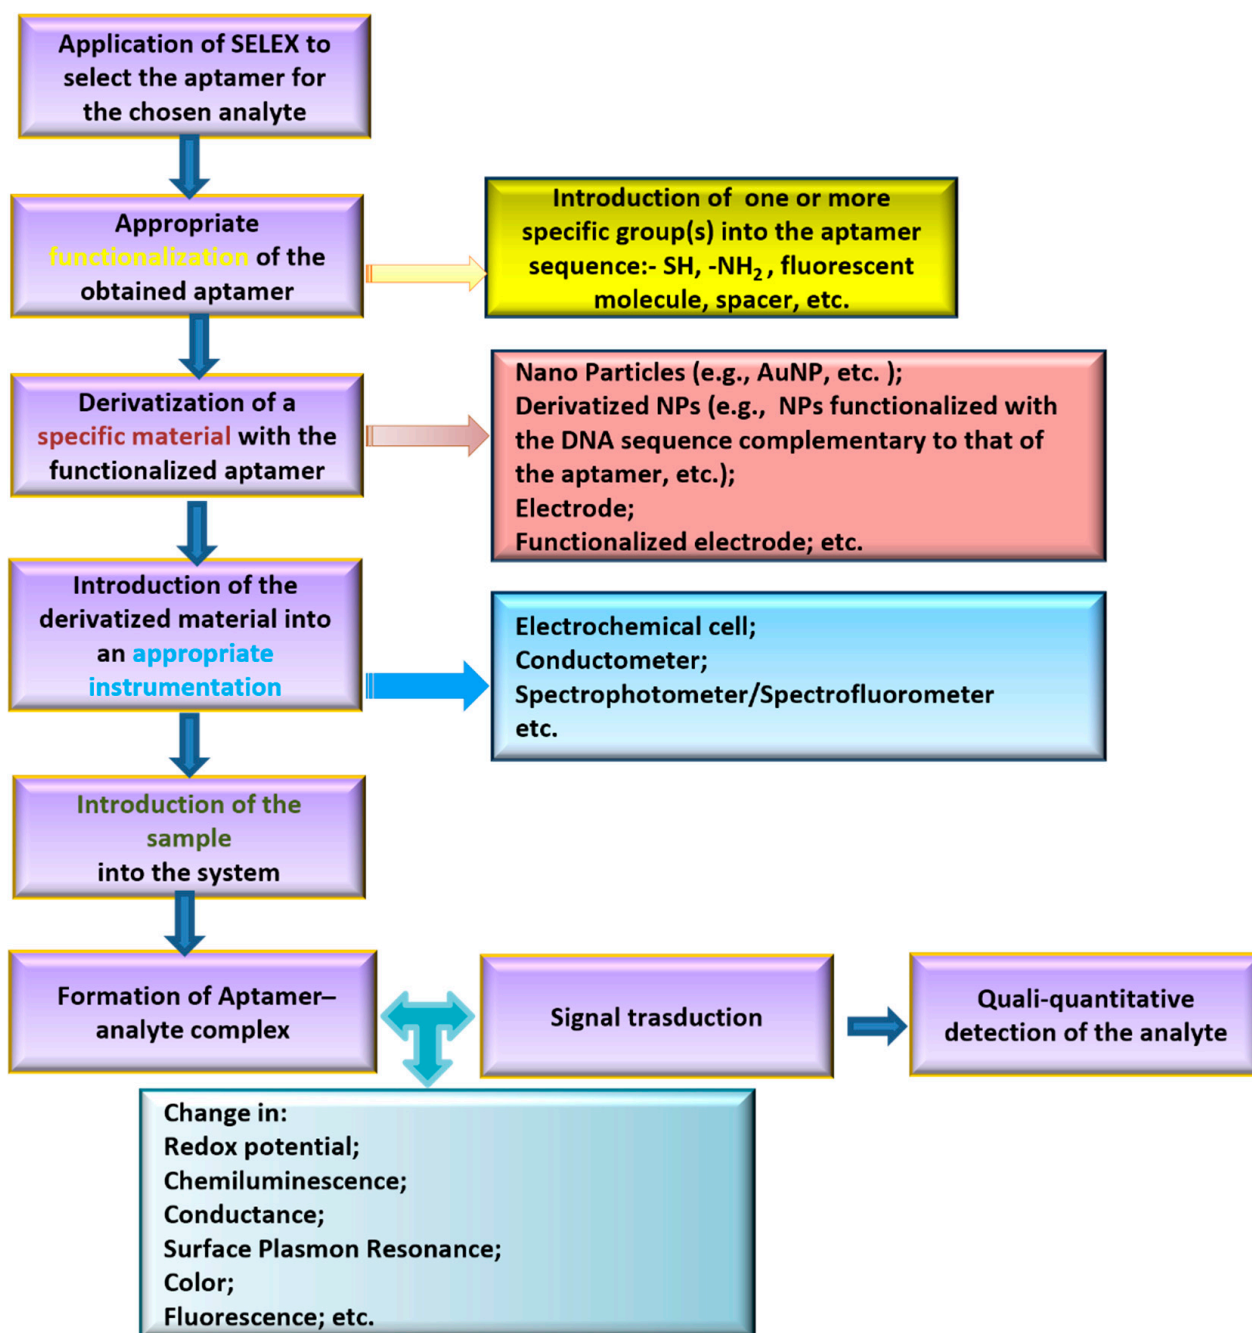 Application of SELEX to
select the aptamer for
the chosen analyte
Appropriate
functionalization of the
obtained aptamer
Introduction of one or more
specific group(s) into the aptamer
sequence:- SH, -NH₂ , fluorescent
molecule, spacer, etc.
Derivatization of a
specific material with the
functionalized aptamer
Nano Particles (e.g., AuNP, etc. );
Derivatized NPs (e.g., NPs functionalized with
the DNA sequence complementary to that of
the aptamer, etc.);
Electrode;
Functionalized electrode; etc.
Introduction of the
derivatized material into
an appropriate
instrumentation
Electrochemical cell;
Conductometer;
Spectrophotometer/Spectrofluorometer
etc.
Introduction of the
sample
into the system
Formation of Aptamer–
analyte complex
Signal trasduction
Quali-quantitative
detection of the analyte
Change in:
Redox potential;
Chemiluminescence;
Conductance;
Surface Plasmon Resonance;
Color;
Fluorescence; etc.